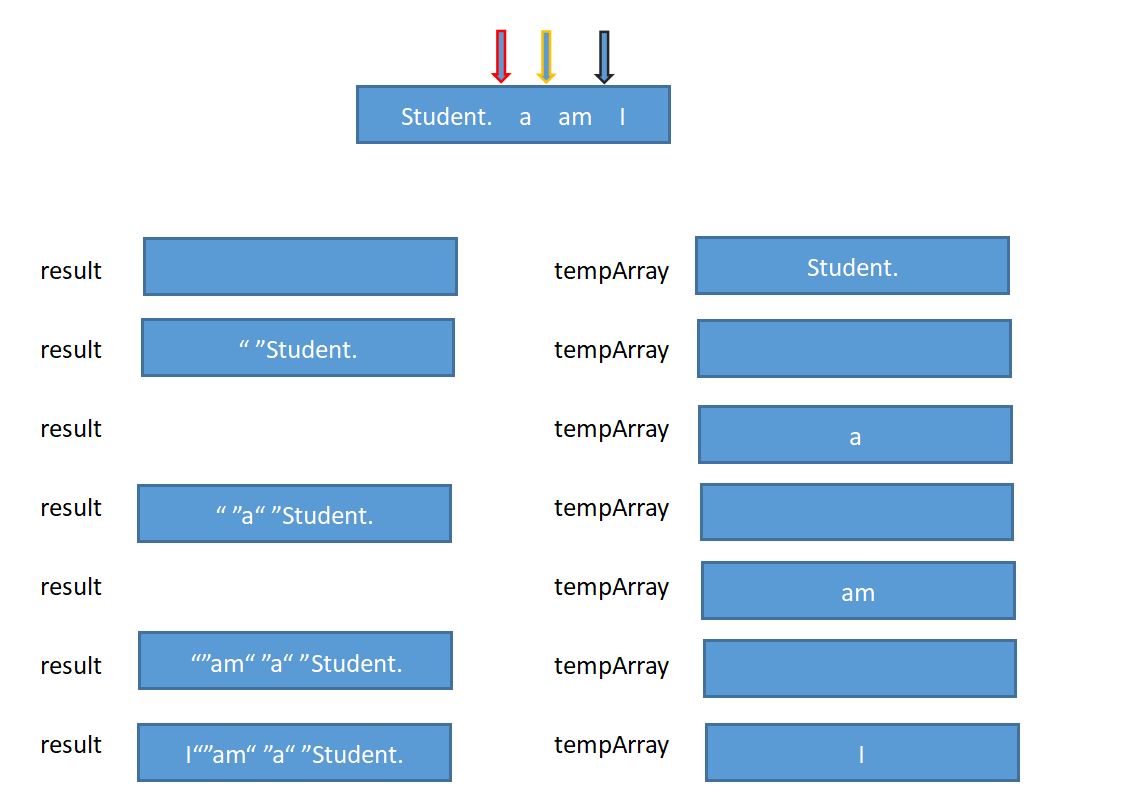 Student. a am I
result tempArray Student.
result “ ”Student. tempArray
result tempArray a
result “ ”a“ ”Student. tempArray
result tempArray am
result “”am“ ”a“ ”Student. tempArray
result I“”am“ ”a“ ”Student. tempArray I